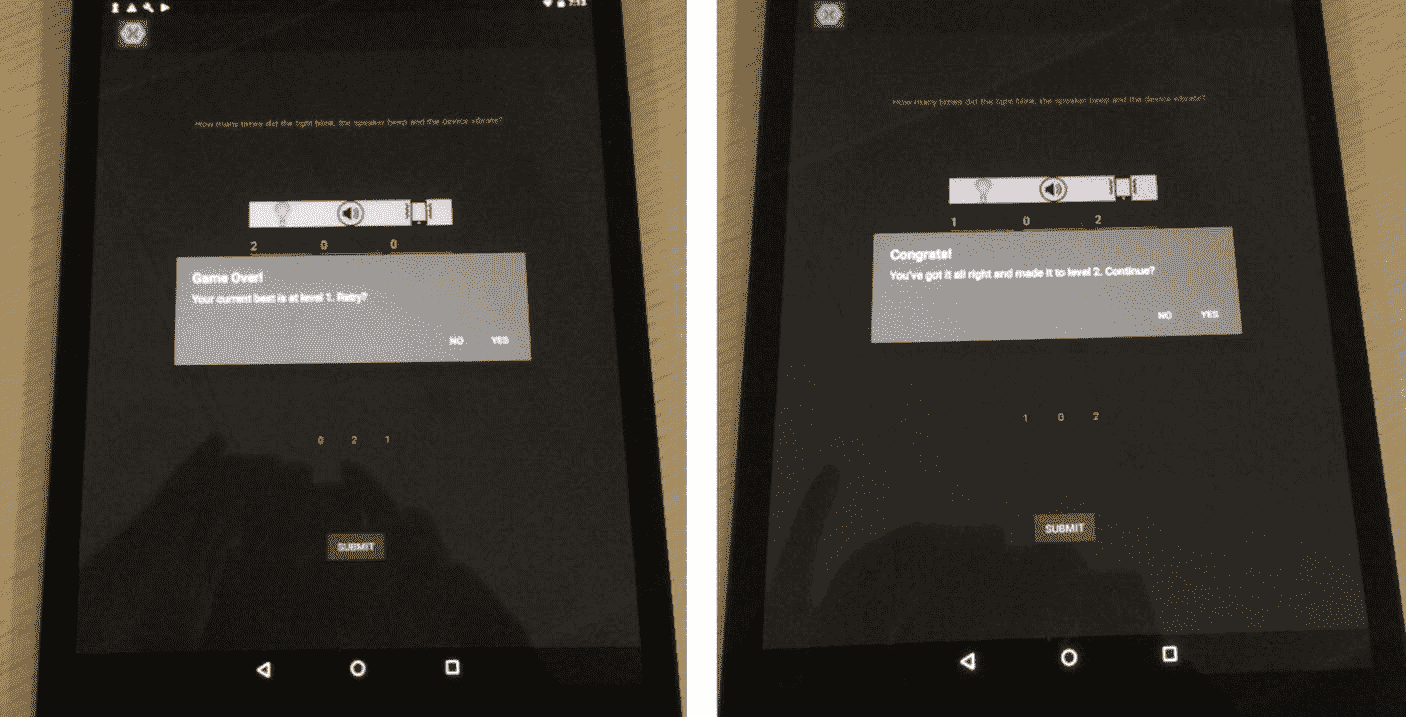 7:13
How many times did the light blink, the speaker beep and the device vibrate?
2 0 0
Game Over!
Your current best is at level 1. Retry?
NO YES
0 2 1
SUBMIT
How many times did the light blink, the speaker beep and the device vibrate?
1 0 2
Congrats!
You've got it all right and made it to level 2. Continue?
NO YES
1 0 2
SUBMIT